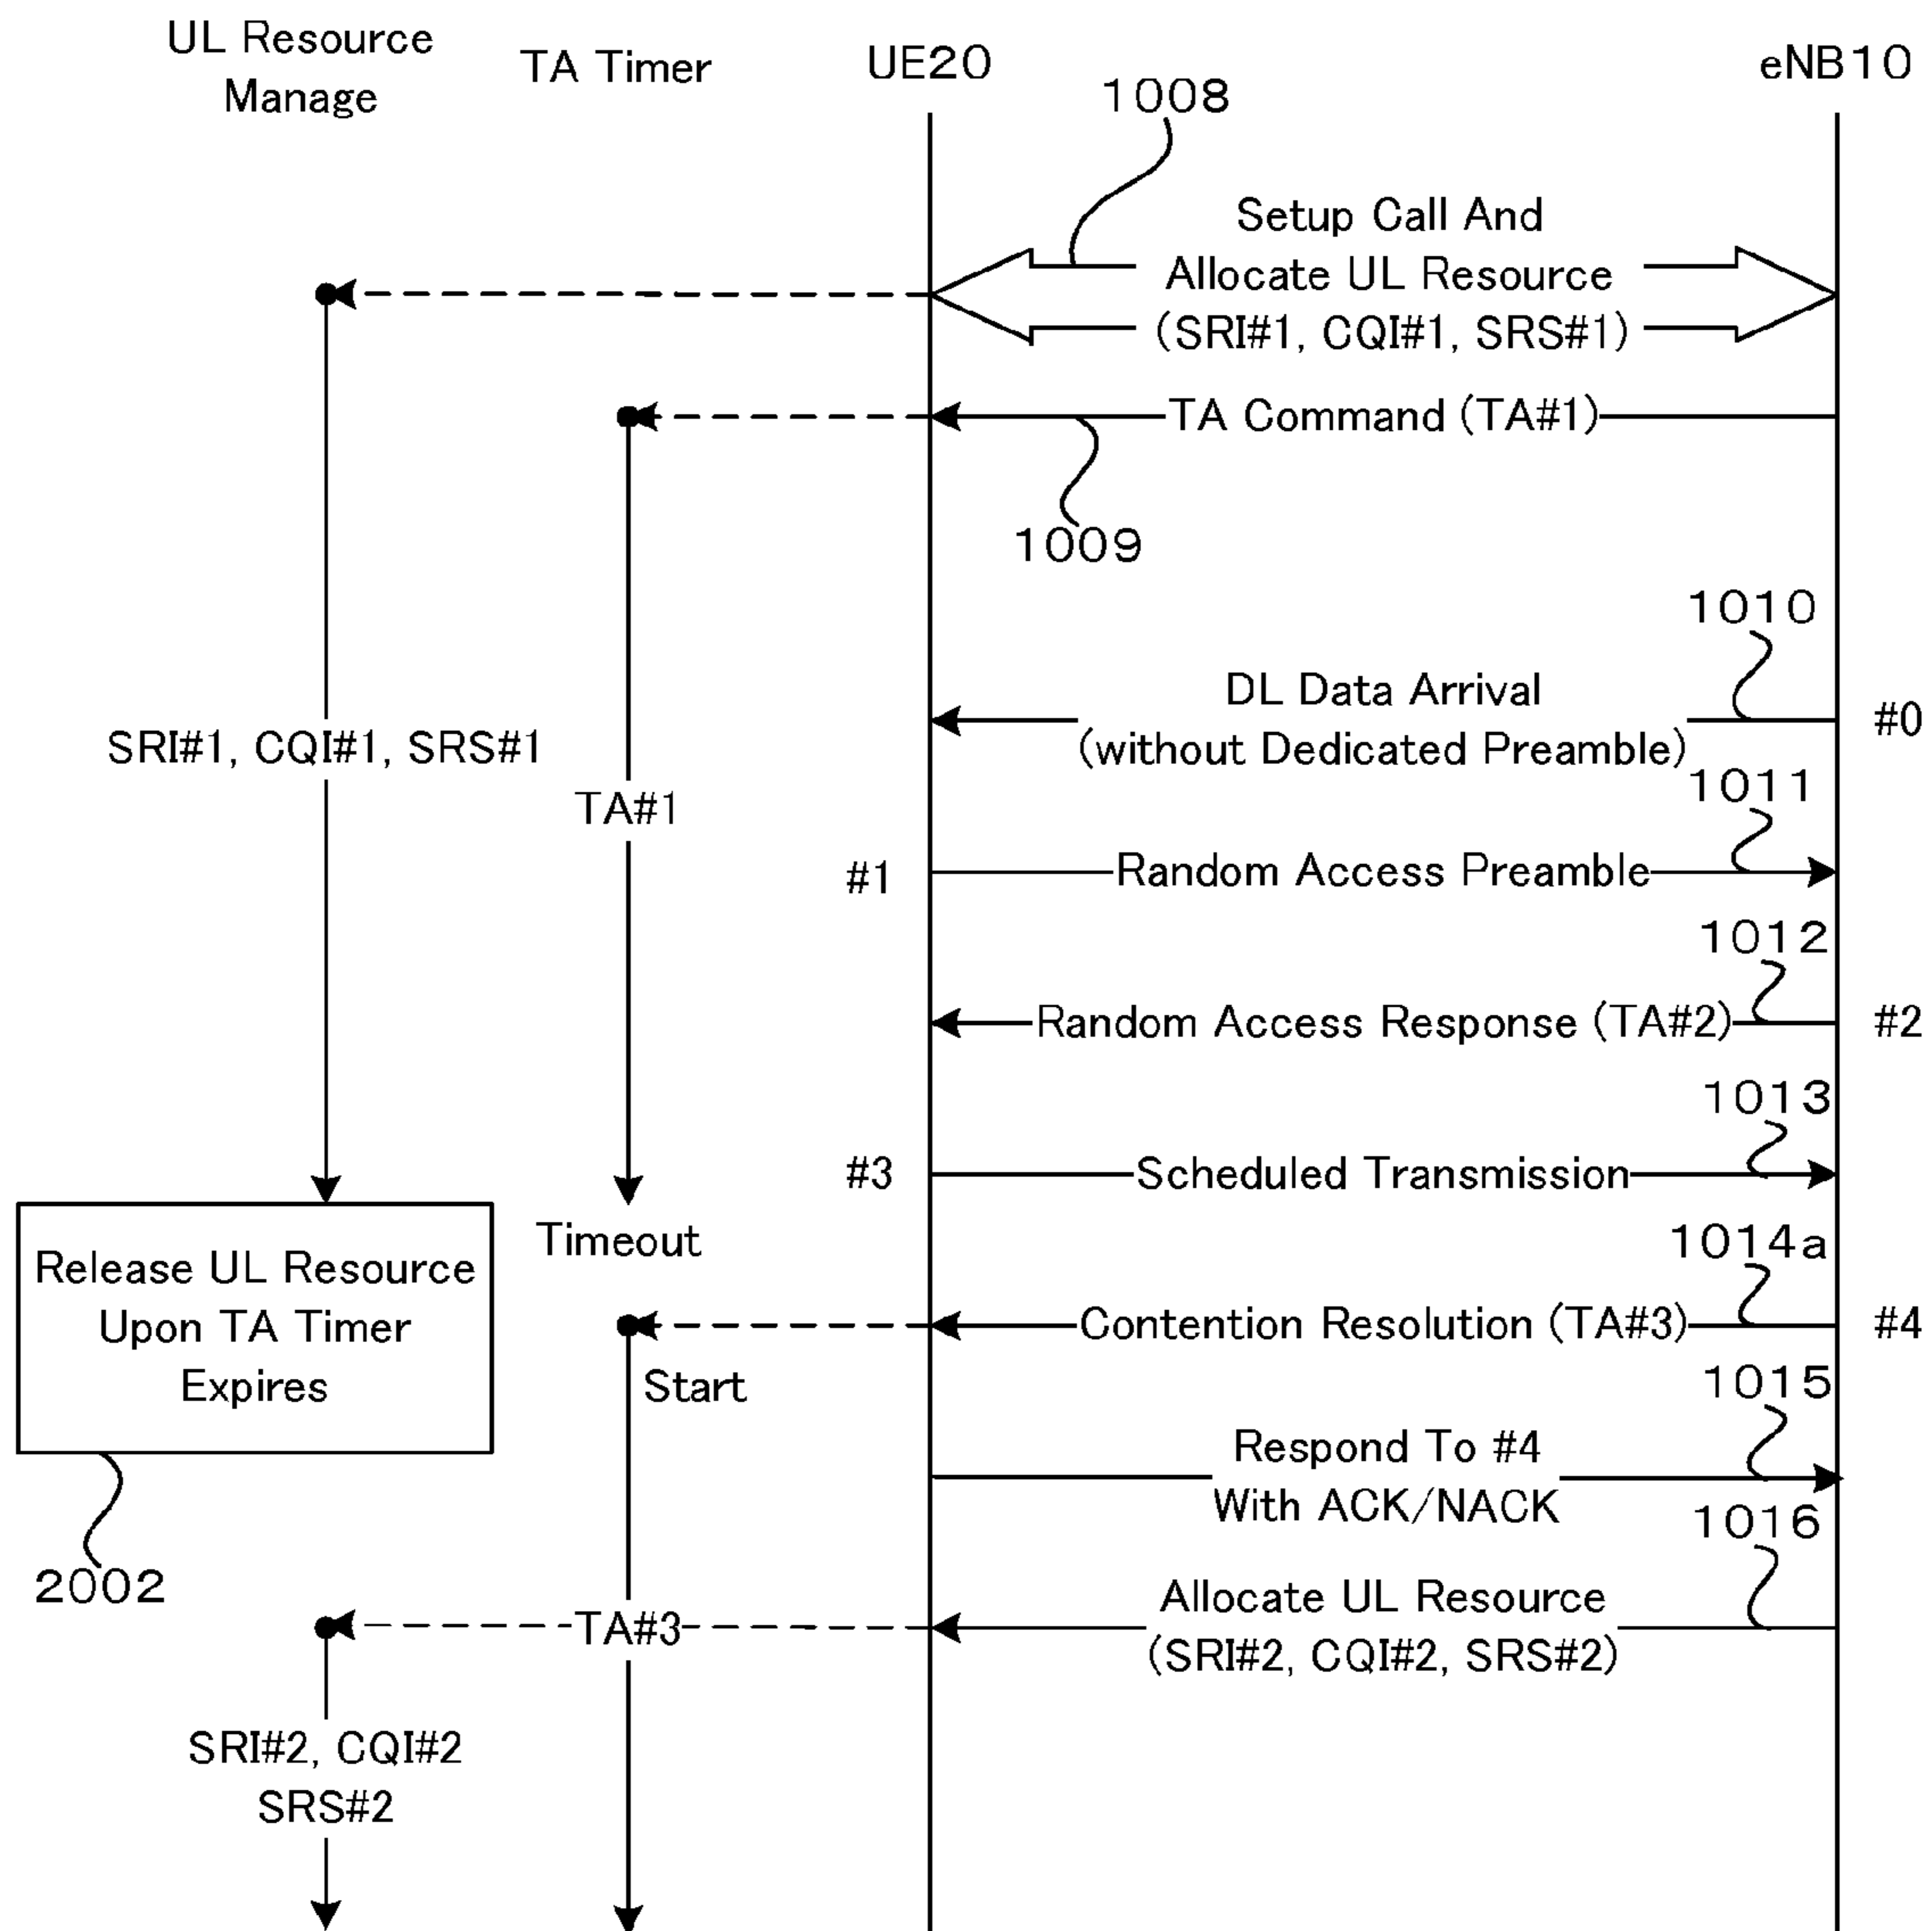 UL Resource
Manage
TA Timer
UE20
eNB10
1008
Setup Call And
Allocate UL Resource
(SRI#1, CQI#1, SRS#1)
TA Command (TA#1)
1009
1010
DL Data Arrival
(without Dedicated Preamble)
#0
SRI#1, CQI#1, SRS#1
TA#1
1011
#1
Random Access Preamble
1012
Random Access Response (TA#2)
#2
1013
#3
Scheduled Transmission
Timeout
Release UL Resource
Upon TA Timer
Expires
1014a
Contention Resolution (TA#3)
#4
Start
1015
Respond To #4
With ACK/NACK
2002
1016
Allocate UL Resource
(SRI#2, CQI#2, SRS#2)
TA#3
SRI#2, CQI#2
SRS#2